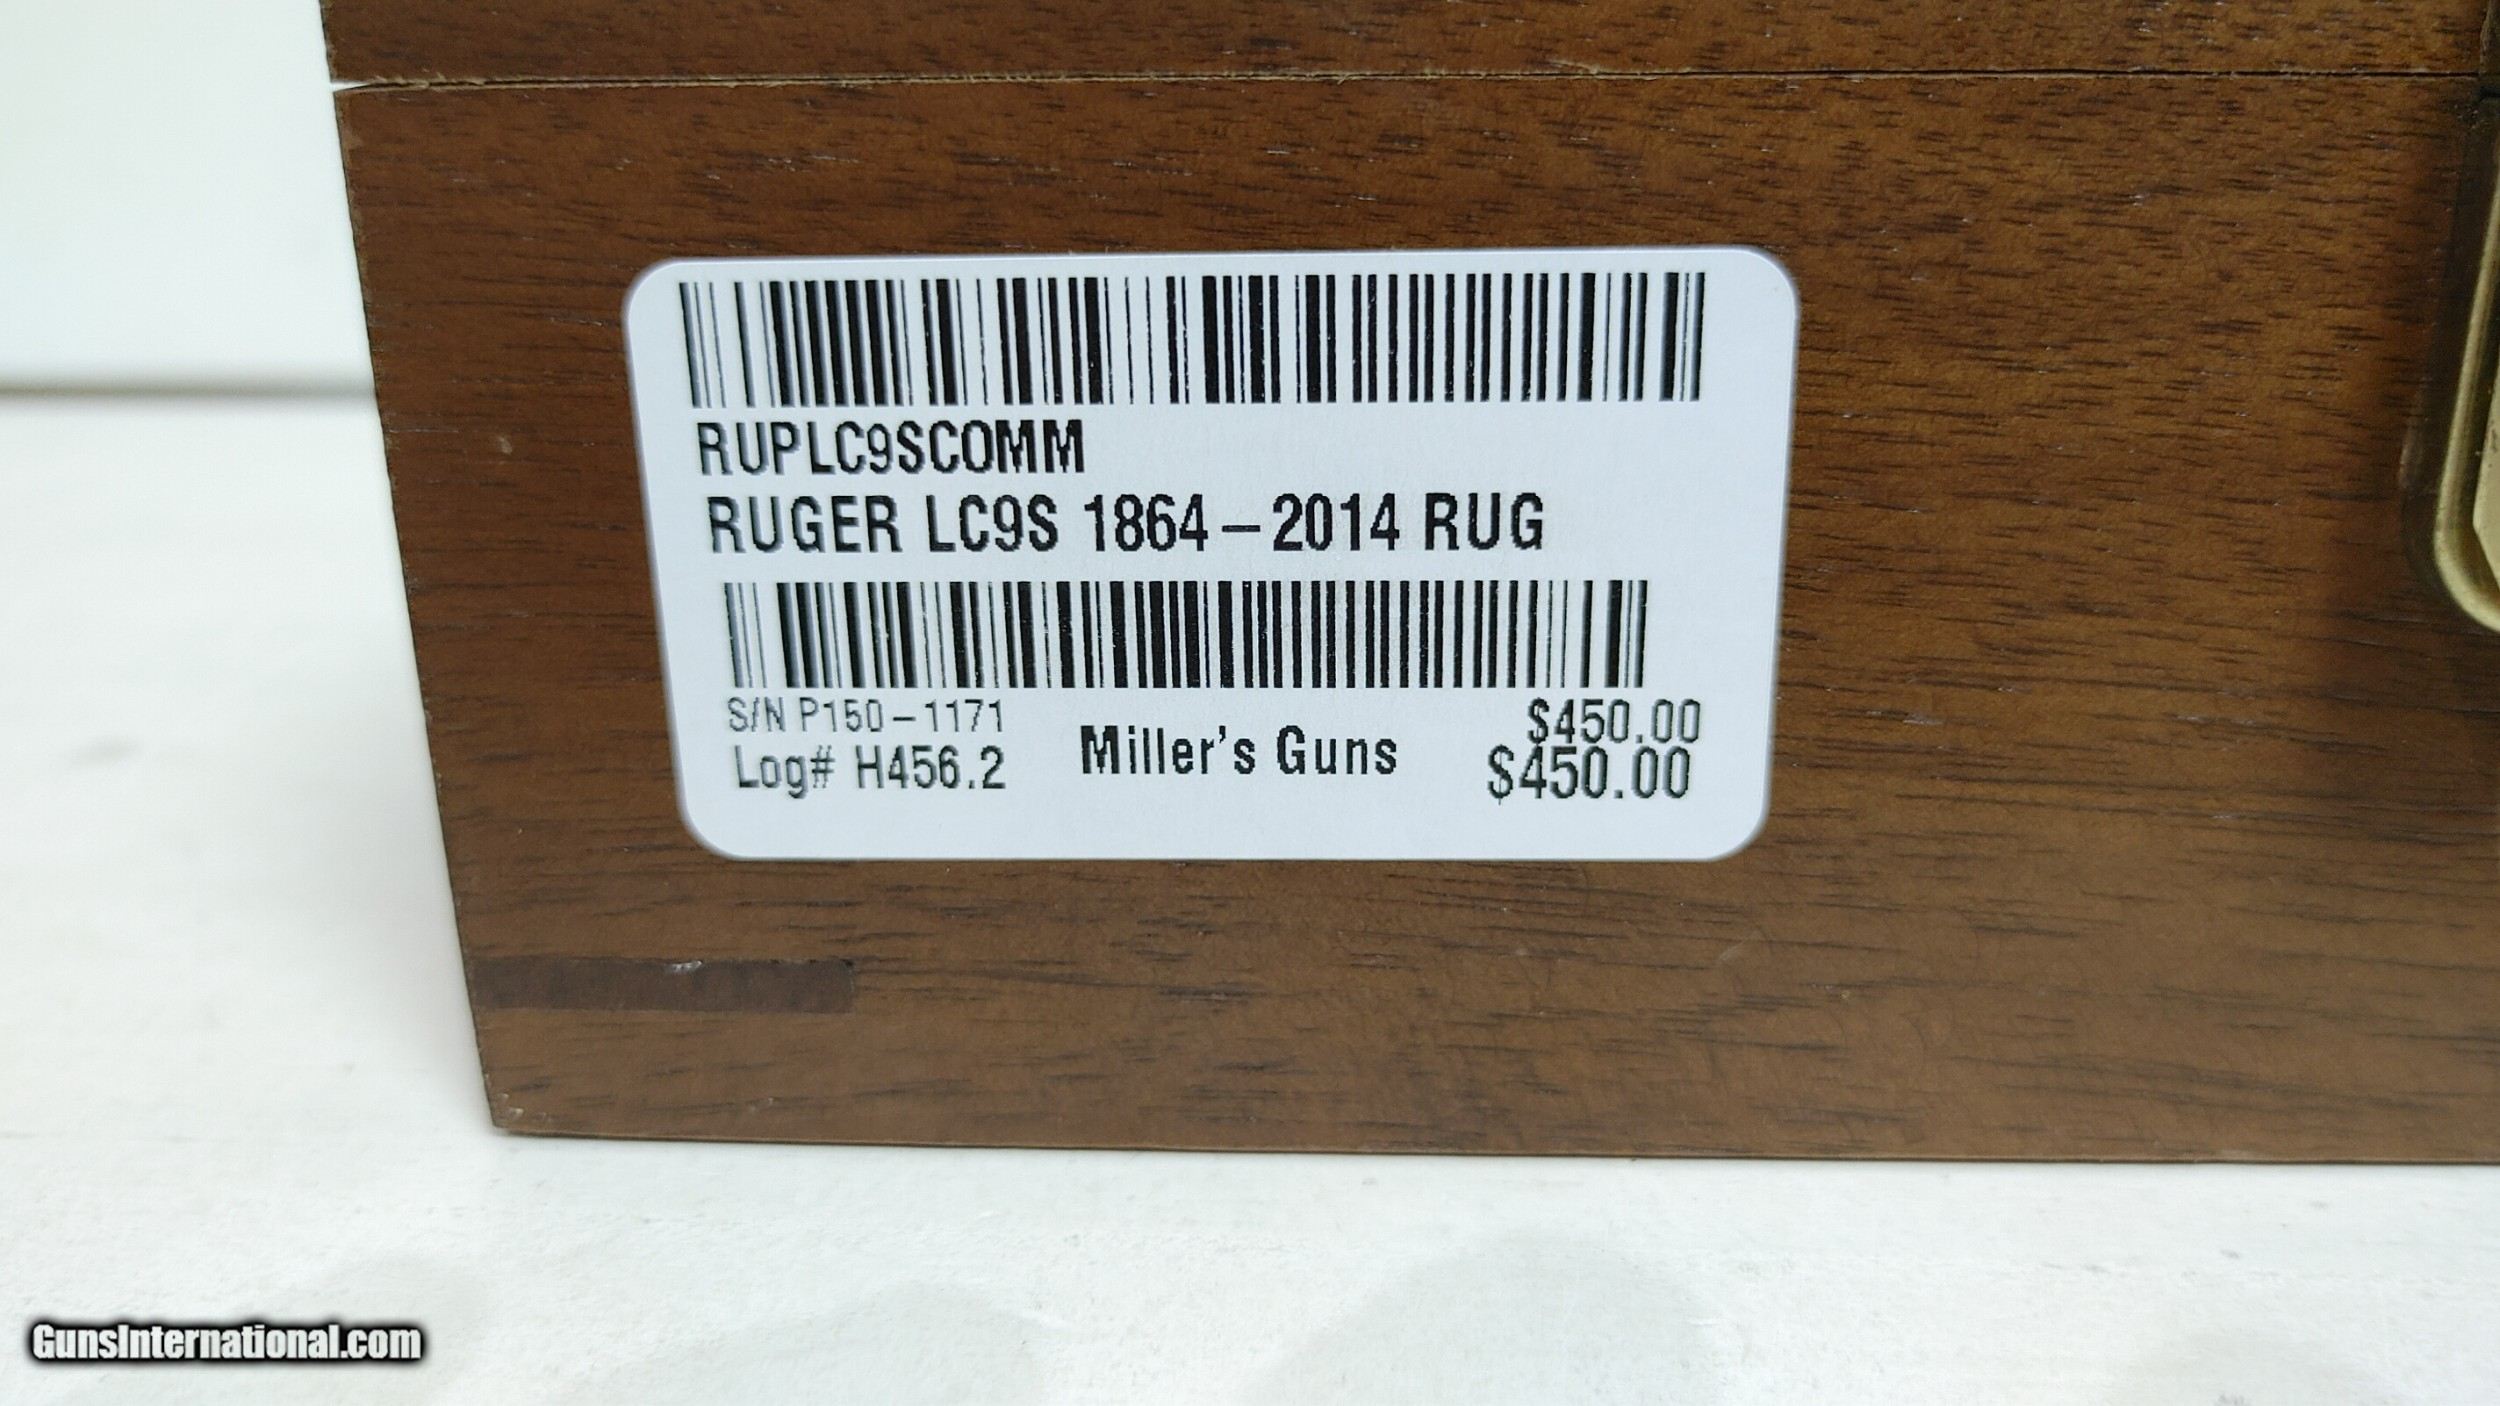 RUPLC9SCOMM
RUGER LC9S 1864-2014 RUG
S/N P150-1171
Log# H456.2
Miller's Guns
$450.00
$450.00
GunsInternational.com